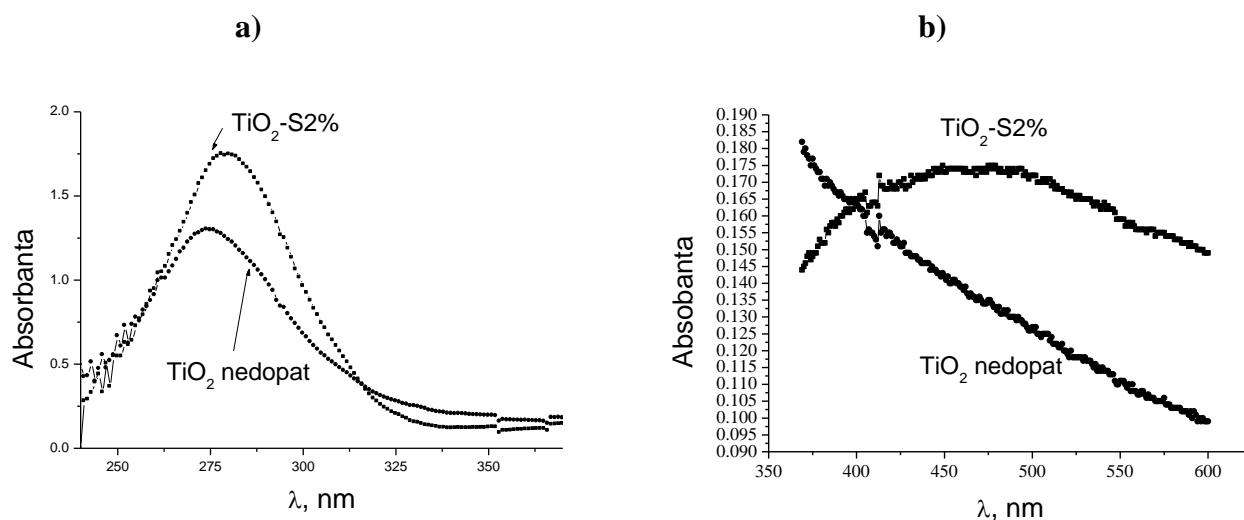 a)
2.0
1.5
1.0
0.5
0.0
Absorbanta
TiO2-S2%
TiO2 nedopat
250 275 300 325 350
λ, nm
b)
0.190
0.185
0.180
0.175
0.170
0.165
0.160
0.155
0.150
0.145
0.140
0.135
0.130
0.125
0.120
0.115
0.110
0.105
0.100
0.095
0.090
Absobanta
TiO2-S2%
TiO2 nedopat
350 400 450 500 550 600
λ, nm